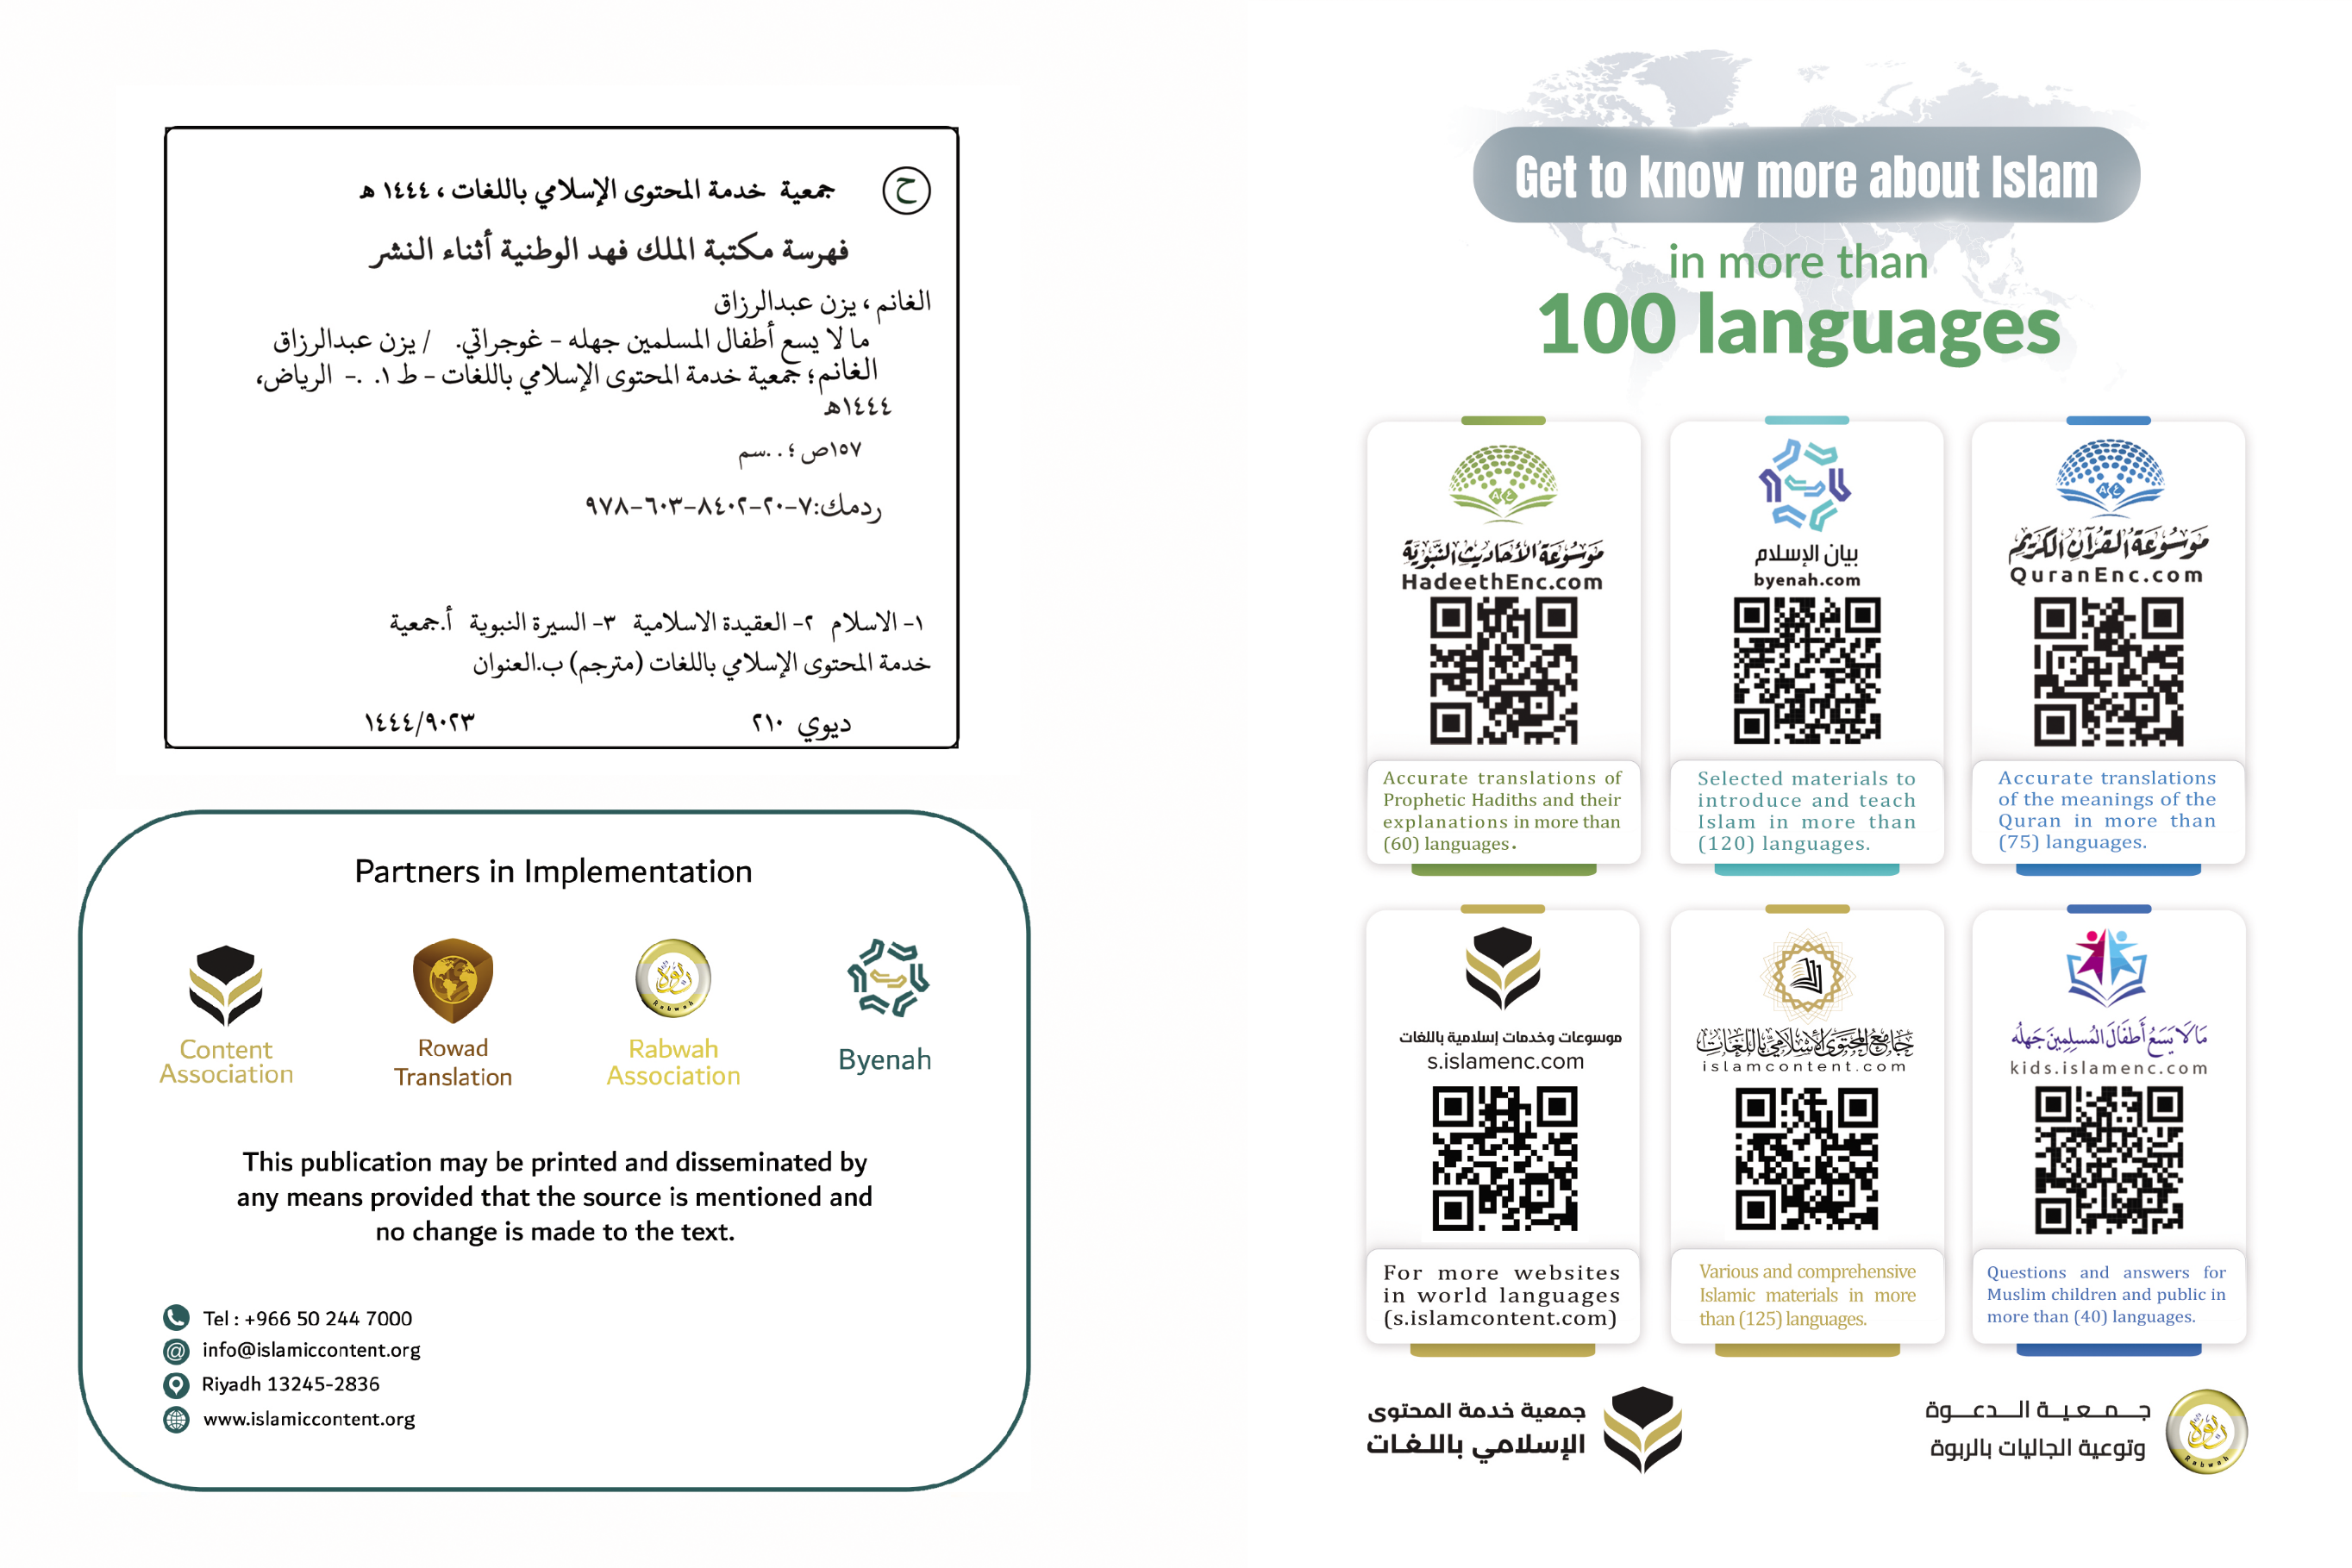 ح
جمعية خدمة المحتوى الإسلامي باللغات ، ١٤٤٤ هـ
فهرسة مكتبة الملك فهد الوطنية أثناء النشر
الغانم ، يزن عبدالرزاق
ما لا يسع أطفال المسلمين جهله – غوجراتي. / يزن عبدالرزاق
الغانم ؛ جمعية خدمة المحتوى الإسلامي باللغات – ط ١. .– الرياض،
١٤٤٤هـ
١٥٧ص ؛ ..سم
ردمك:٧-٢٠-٨٤٠٢-٦٠٣-٩٧٨
١- الاسلام ٢- العقيدة الاسلامية ٣- السيرة النبوية أ.جمعية
خدمة المحتوى الإسلامي باللغات (مترجم) ب.العنوان
ديوي ٢١٠ ١٤٤٤/٩٠٢٣
Partners in Implementation
Content
Association
Rowad
Translation
Rabwah
Rabwah
Association
Byenah
This publication may be printed and disseminated by
any means provided that the source is mentioned and
no change is made to the text.
Tel : +966 50 244 7000
info@islamiccontent.org
Riyadh 13245-2836
www.islamiccontent.org
Get to know more about Islam
in more than
100 languages
موسوعة الأحاديث النبوية
HadeethEnc.com
Accurate translations of
Prophetic Hadiths and their
explanations in more than
(60) languages.
بيان الإسلام
byenah.com
Selected materials to
introduce and teach
Islam in more than
(120) languages.
موسوعة القرآن الكريم
QuranEnc.com
Accurate translations
of the meanings of the
Quran in more than
(75) languages.
موسوعات وخدمات إسلامية باللغات
s.islamenc.com
For more websites
in world languages
(s.islamcontent.com)
جامع المحتوى الإسلامي باللغات
islamcontent.com
Various and comprehensive
Islamic materials in more
than (125) languages.
مَا لَا يَسَعُ أَطفَالَ المُسلِمِينَ جَهلُه
kids.islamenc.com
Questions and answers for
Muslim children and public in
more than (40) languages.
جمعية خدمة المحتوى
الإسلامي باللغات
جمعية الدعوة
وتوعية الجاليات بالربوة
Rabwah